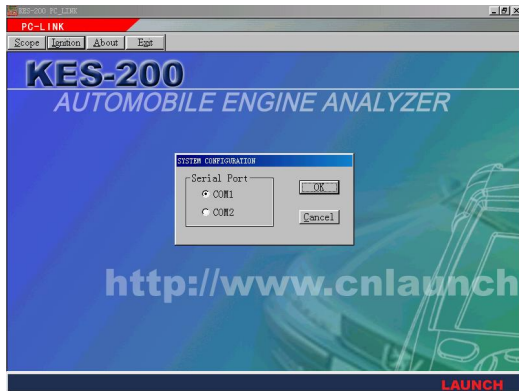 KES-200 PC_LINK
PC-LINK
Scope Ignition About Exit
KES-200
AUTOMOBILE ENGINE ANALYZER
SYSTEM CONFIGURATION
Serial Port
COM1
OK
COM2
Cancel
http://www.cnlaunch
LAUNCH